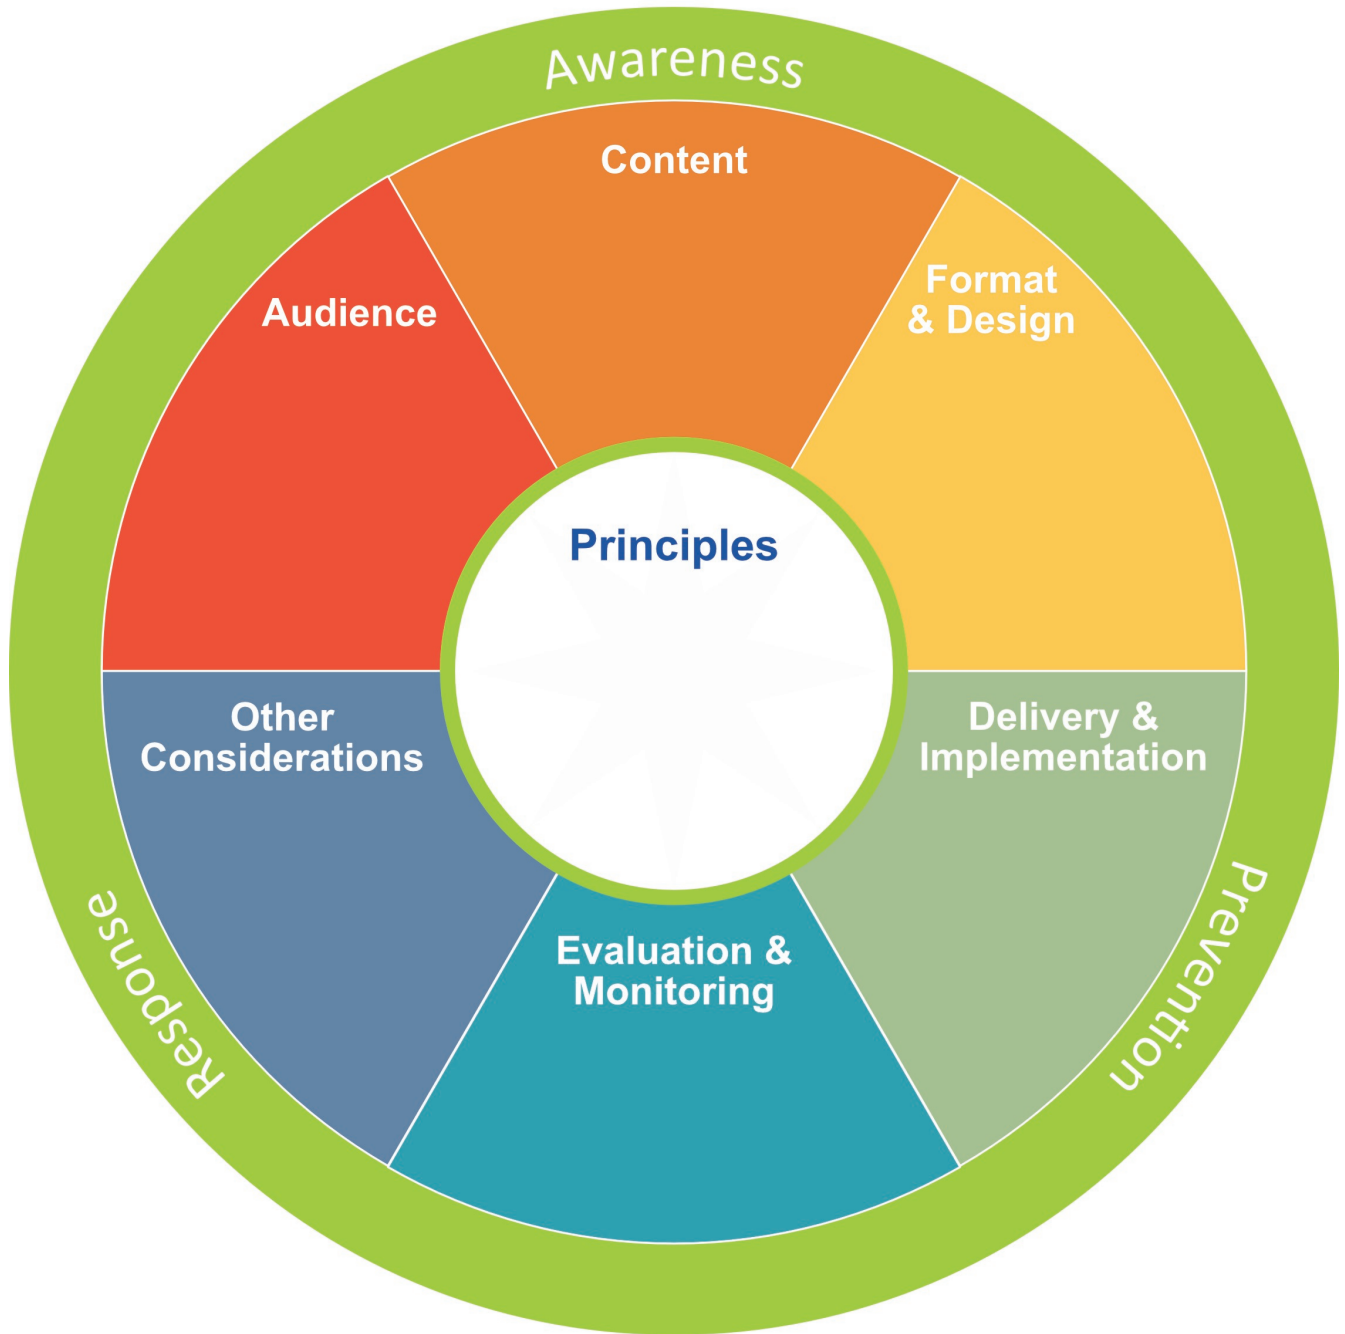 Awareness
Content
Format
& Design
Audience
Principles
Other
Considerations
Delivery &
Implementation
Evaluation &
Monitoring
Response
Prevention